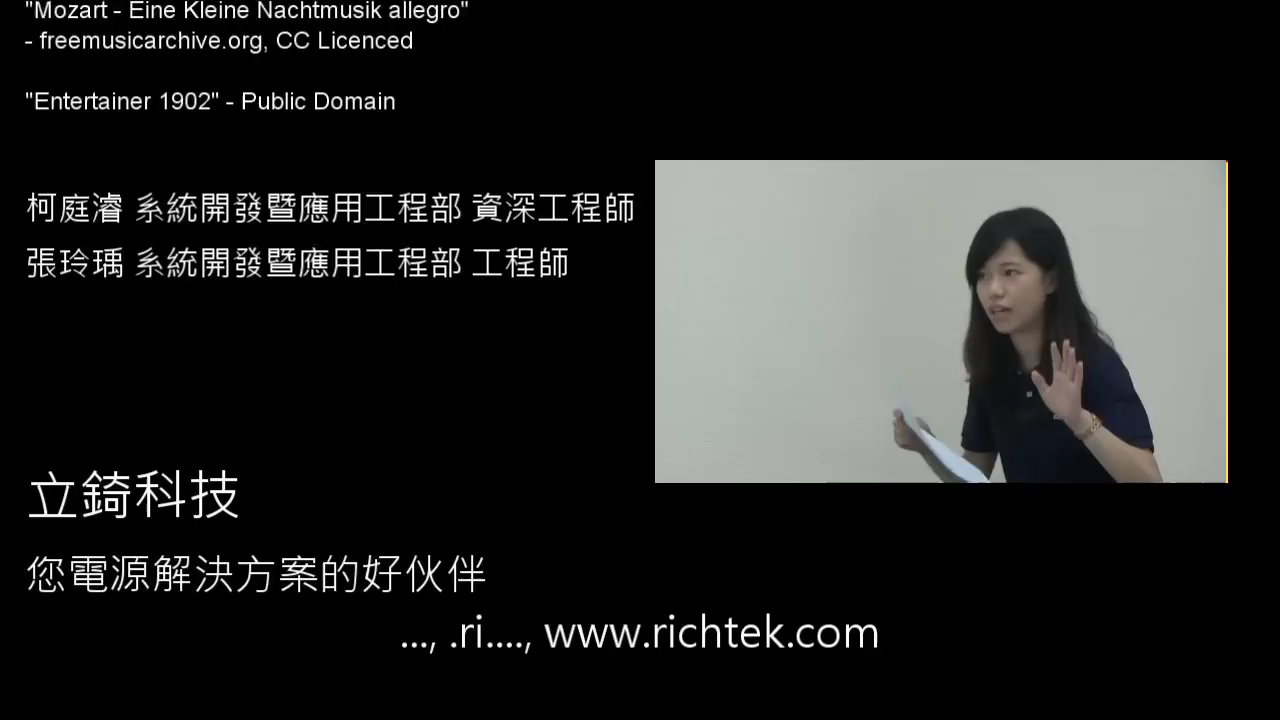 "Mozart - Eine Kleine Nachtmusik allegro"
- freemusicarchive.org, CC Licenced
"Entertainer 1902" - Public Domain
柯庭濬 系統開發暨應用工程部 資深工程師
張玲瑀 系統開發暨應用工程部 工程師
立錡科技
您電源解決方案的好伙伴
..., .ri...., www.richtek.com